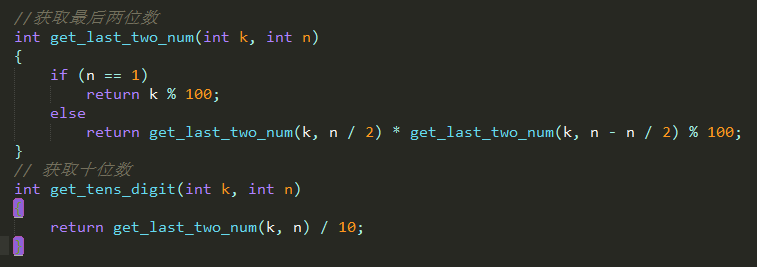 //获取最后两位数
int get_last_two_num(int k, int n)
{
    if (n == 1)
        return k % 100;
    else
        return get_last_two_num(k, n / 2) * get_last_two_num(k, n - n / 2) % 100;
}
// 获取十位数
int get_tens_digit(int k, int n)
{
    return get_last_two_num(k, n) / 10;
}